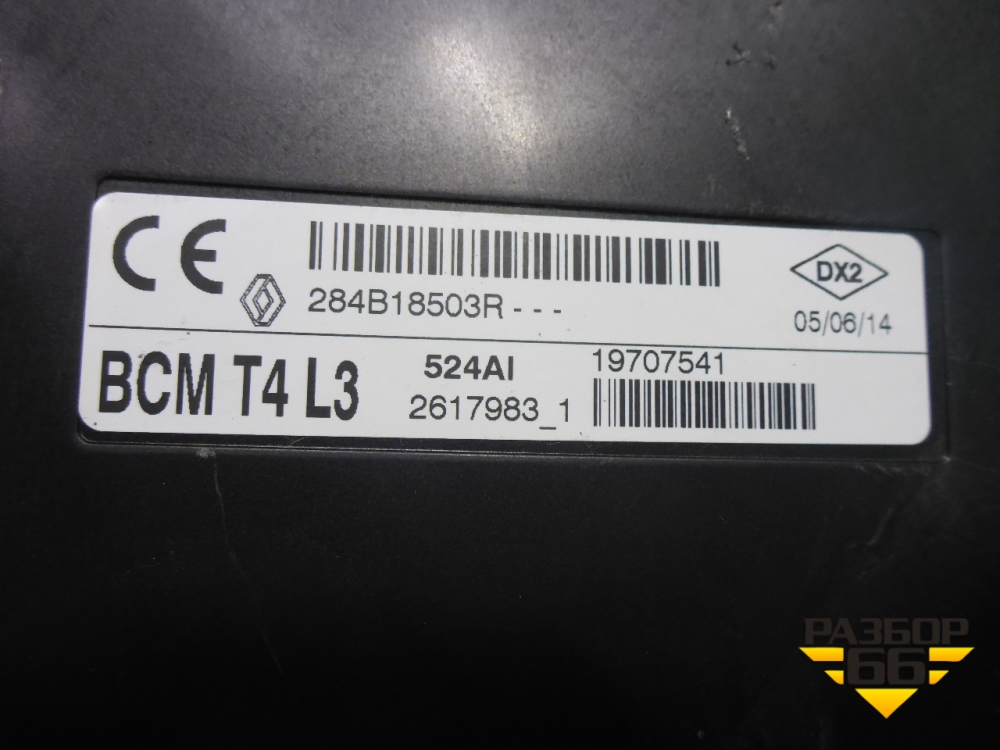 CE
284B18503R---
DX2
05/06/14
BCM T4 L3
524AI
2617983_1
19707541
РАЗБОР
66